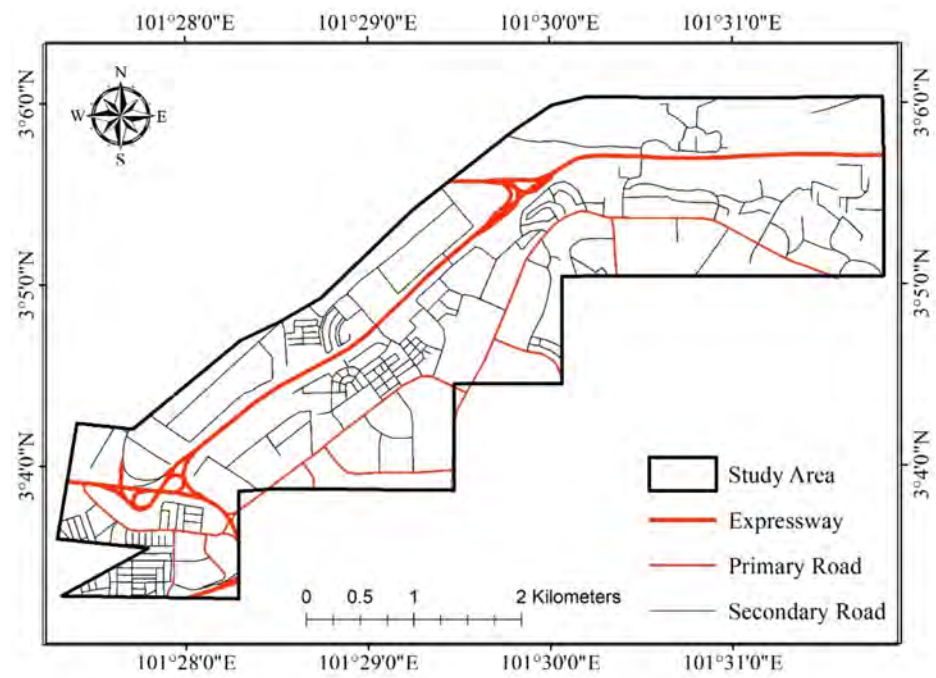 101°28'0"E 101°29'0"E 101°30'0"E 101°31'0"E
3°6'0"N
3°5'0"N
3°4'0"N
N
W E
S
3°6'0"N
3°5'0"N
3°4'0"N
Study Area
Expressway
Primary Road
Secondary Road
0 0.5 1 2 Kilometers
101°28'0"E 101°29'0"E 101°30'0"E 101°31'0"E